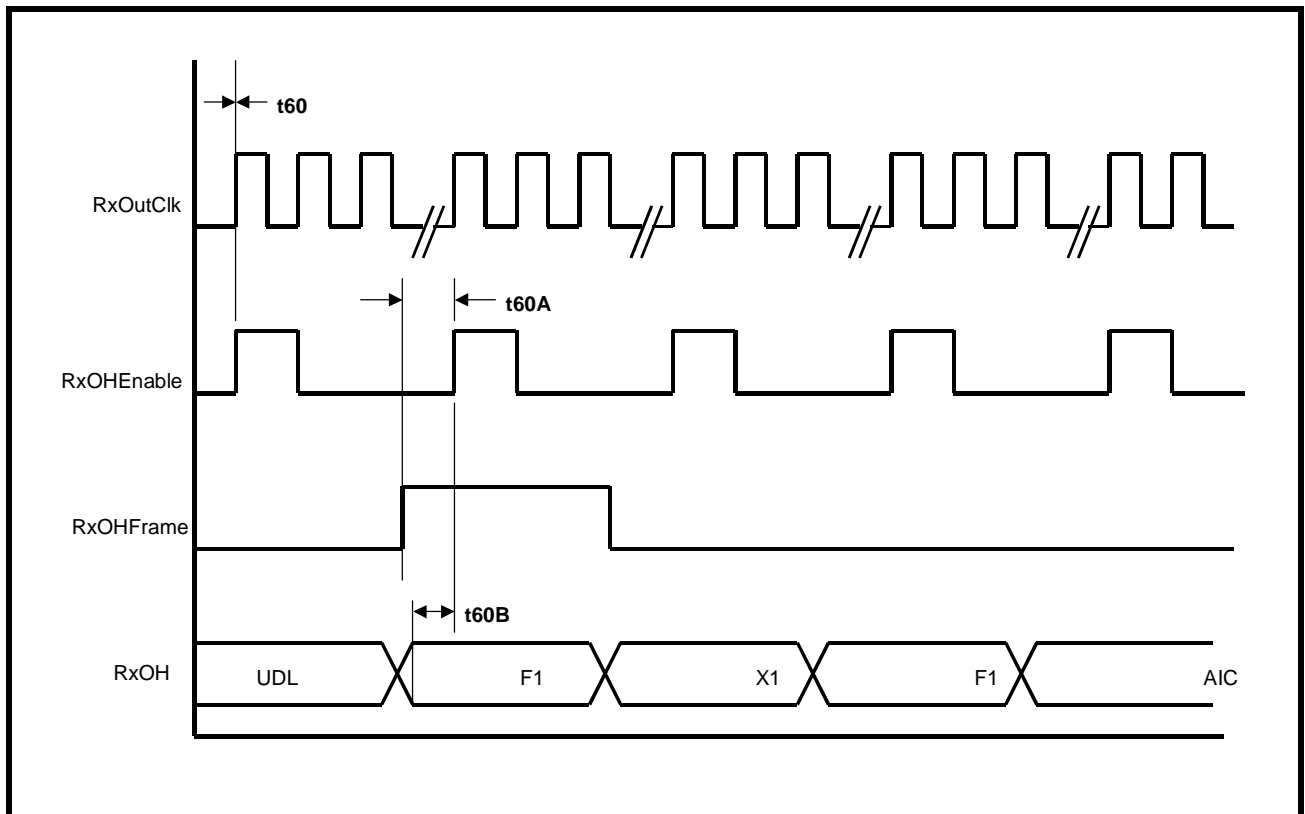 t60
RxOutClk
t60A
RxOHEnable
RxOHFrame
t60B
RxOH UDL F1 X1 F1 AIC